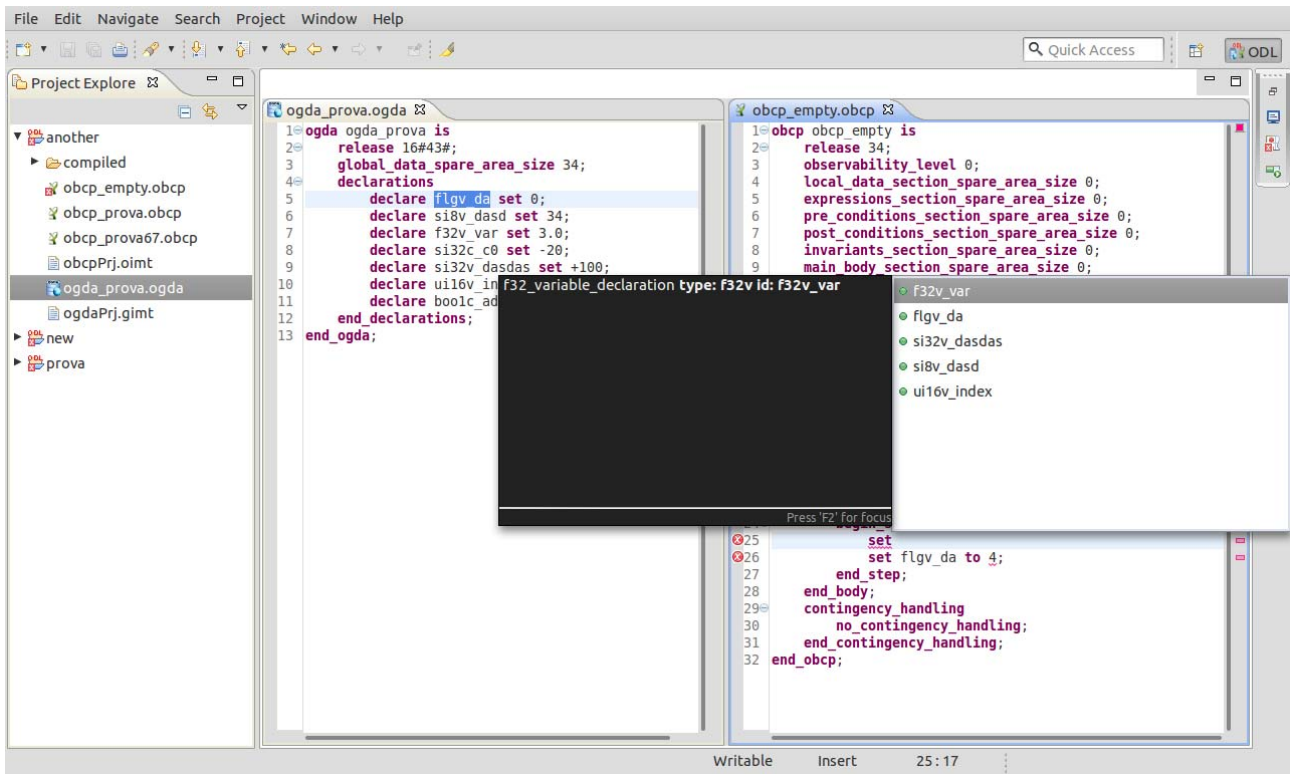 File Edit Navigate Search Project Window Help
Quick Access
ODL
Project Explore
another
compiled
obcp_empty.obcp
obcp_prova.obcp
obcp_prova67.obcp
obcpPrj.oimt
ogda_prova.ogda
ogdaPrj.gimt
new
prova
ogda_prova.ogda
1 ogda ogda_prova is
2 release 16#43#;
3 global_data_spare_area_size 34;
4 declarations
5 declare flgv_da set 0;
6 declare si8v_dasd set 34;
7 declare f32v_var set 3.0;
8 declare si32c_c0 set -20;
9 declare si32v_dasdas set +100;
10 declare ui16v_in
11 declare boolc_ad
12 end_declarations;
13 end_ogda;
f32_variable_declaration type: f32v id: f32v_var
Press 'F2' for focus
obcp_empty.obcp
1 obcp obcp_empty is
2 release 34;
3 observability_level 0;
4 local_data_section_spare_area_size 0;
5 expressions_section_spare_area_size 0;
6 pre_conditions_section_spare_area_size 0;
7 post_conditions_section_spare_area_size 0;
8 invariants_section_spare_area_size 0;
9 main_body_section_spare_area_size 0;
f32v_var
flgv_da
si32v_dasdas
si8v_dasd
ui16v_index
25 set
26 set flgv_da to 4;
27 end_step;
28 end_body;
29 contingency_handling
30 no_contingency_handling;
31 end_contingency_handling;
32 end_obcp;
Writable Insert 25:17